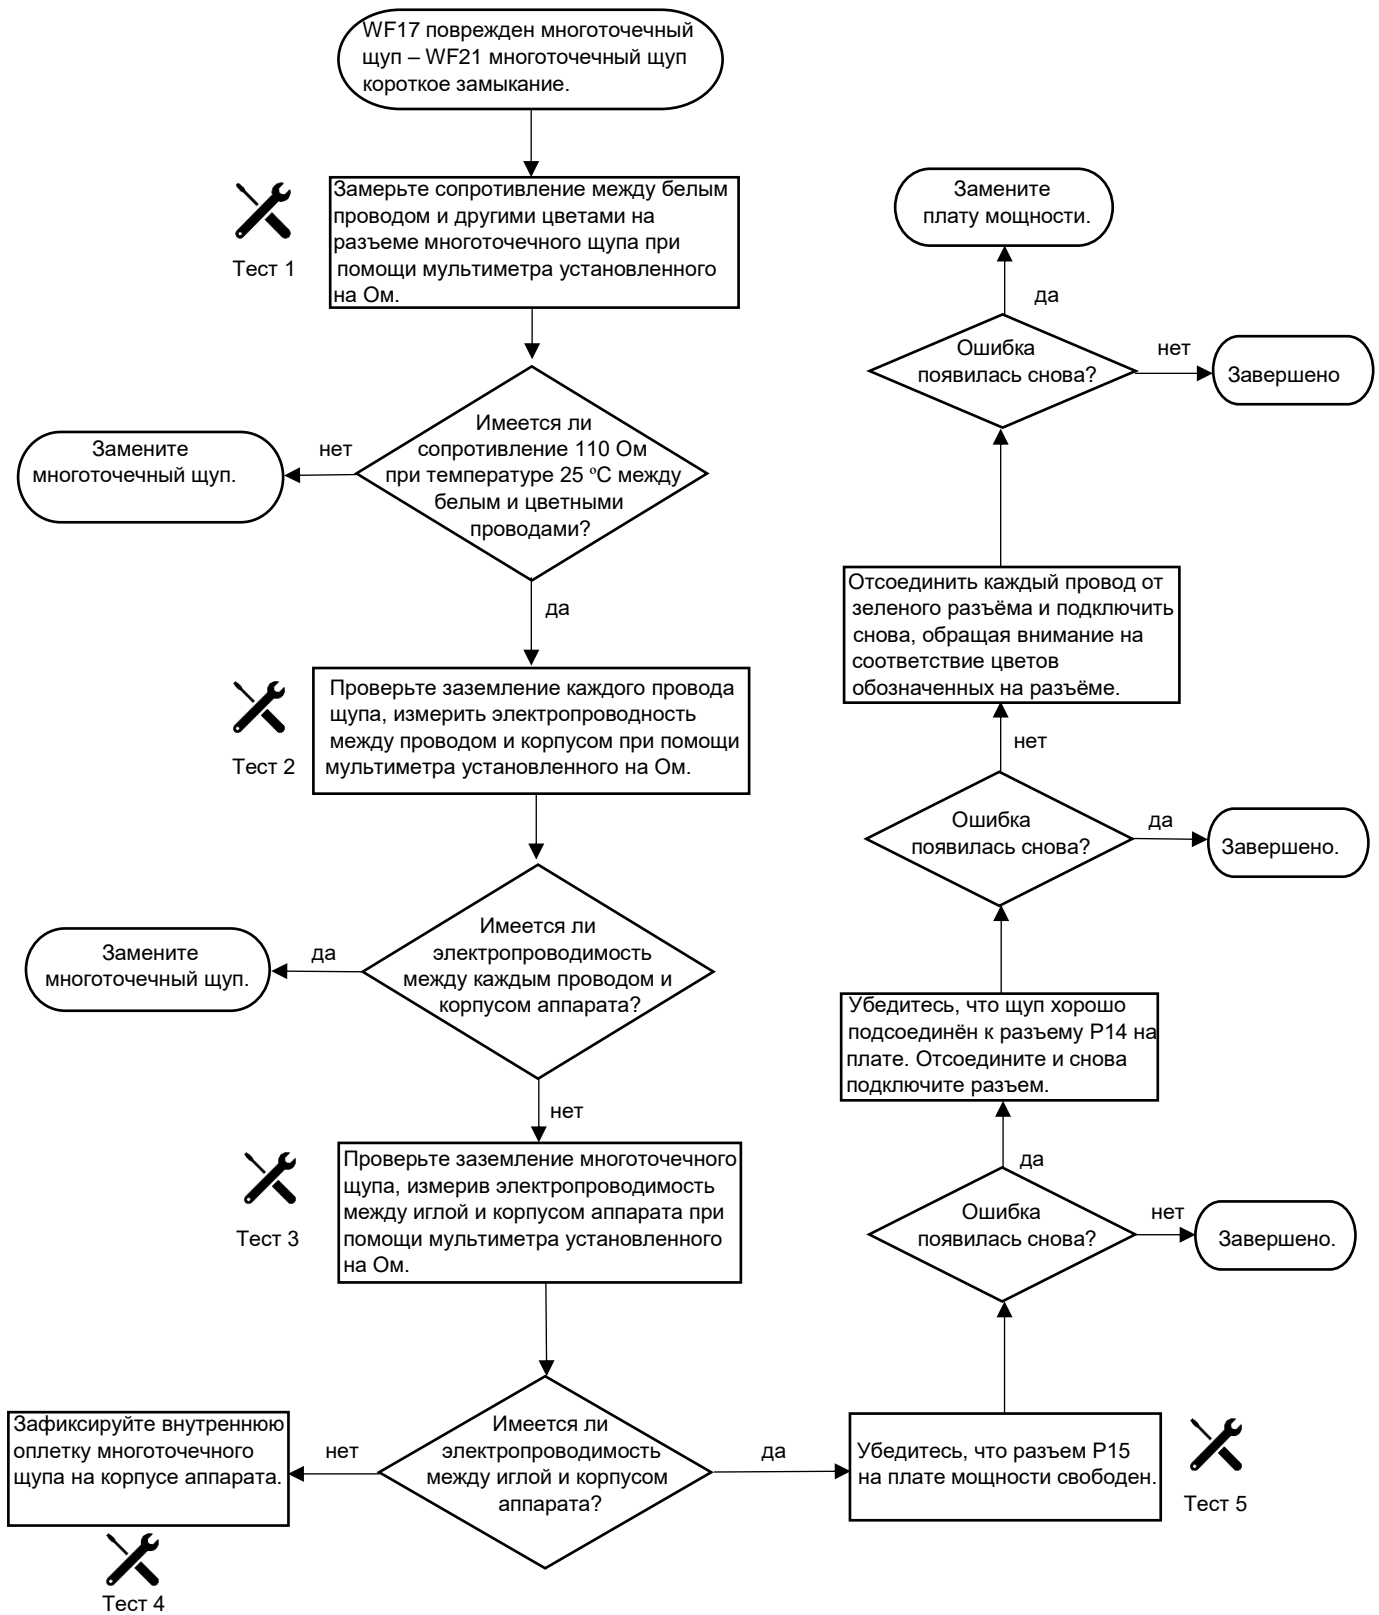 WF17 поврежден многоточечный
щуп – WF21 многоточечный щуп
короткое замыкание.
Тест 1
Замерьте сопротивление между белым
проводом и другими цветами на
разъеме многоточечного щупа при
помощи мультиметра установленного
на Ом.
Имеется ли
сопротивление 110 Ом
при температуре 25 ºС между
белым и цветными
проводами?
нет
Замените
многоточечный щуп.
да
Тест 2
Проверьте заземление каждого провода
щупа, измерить электропроводность
между проводом и корпусом при помощи
мультиметра установленного на Ом.
Имеется ли
электропроводимость
между каждым проводом и
корпусом аппарата?
да
Замените
многоточечный щуп.
нет
Тест 3
Проверьте заземление многоточечного
щупа, измерив электропроводимость
между иглой и корпусом аппарата при
помощи мультиметра установленного
на Ом.
Имеется ли
электропроводимость
между иглой и корпусом
аппарата?
нет
Зафиксируйте внутреннюю
оплетку многоточечного
щупа на корпусе аппарата.
Тест 4
да
Убедитесь, что разъем P15
на плате мощности свободен.
Тест 5
Ошибка
появилась снова?
нет
Завершено.
да
Убедитесь, что щуп хорошо
подсоединён к разъему P14 на
плате. Отсоедините и снова
подключите разъем.
Ошибка
появилась снова?
да
Завершено.
нет
Отсоединить каждый провод от
зеленого разъёма и подключить
снова, обращая внимание на
соответствие цветов
обозначенных на разъёме.
Ошибка
появилась снова?
нет
Завершено
да
Замените
плату мощности.